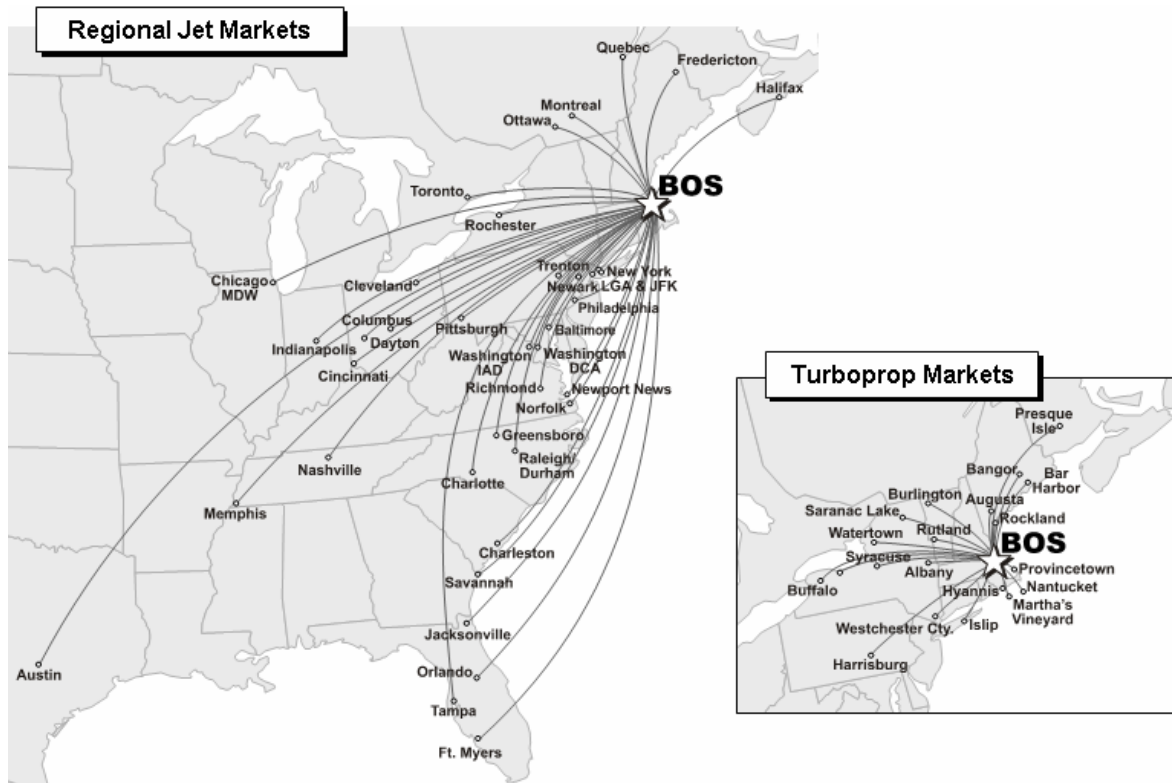 Regional Jet Markets
Quebec
Fredericton
Halifax
Montreal
Ottawa
BOS
Toronto
Rochester
Chicago
MDW
Cleveland
Trenton
New York
Newark
LGA & JFK
Philadelphia
Columbus
Pittsburgh
Baltimore
Indianapolis
Dayton
Washington
IAD
Washington
DCA
Cincinnati
Richmond
Newport News
Norfolk
Greensboro
Nashville
Raleigh/
Durham
Charlotte
Memphis
Charleston
Savannah
Jacksonville
Austin
Orlando
Tampa
Ft. Myers
Turboprop Markets
Presque
Isle
Bangor
Bar
Harbor
Burlington
Augusta
Saranac Lake
Rockland
Watertown
Rutland
BOS
Syracuse
Albany
Provincetown
Buffalo
Hyannis
Nantucket
Martha's
Vineyard
Westchester Cty.
Islip
Harrisburg